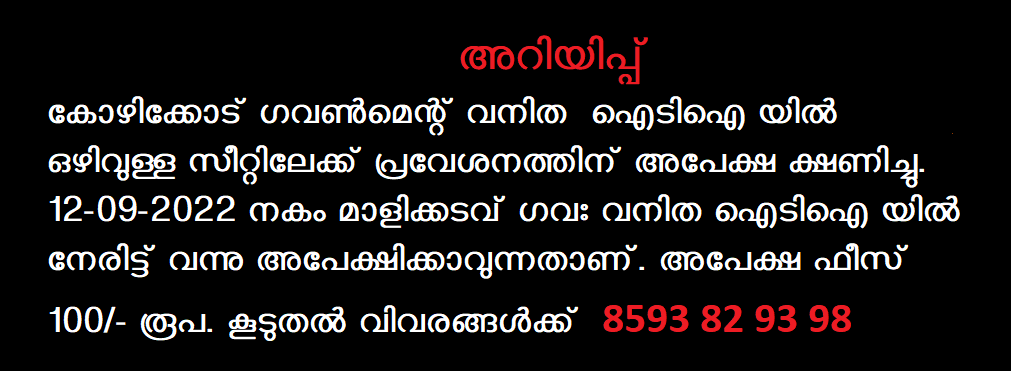 അറിയിപ്പ്
കോഴിക്കോട് ഗവൺമെന്റ് വനിത ഐടിഐ യിൽ
ഒഴിവുള്ള സീറ്റിലേക്ക് പ്രവേശനത്തിന് അപേക്ഷ ക്ഷണിച്ചു.
12-09-2022 നകം മാളിക്കടവ് ഗവഃ വനിത ഐടിഐ യിൽ
നേരിട്ട് വന്നു അപേക്ഷിക്കാവുന്നതാണ്. അപേക്ഷ ഫീസ്
100/- രൂപ. കൂടുതൽ വിവരങ്ങൾക്ക് 8593 82 93 98